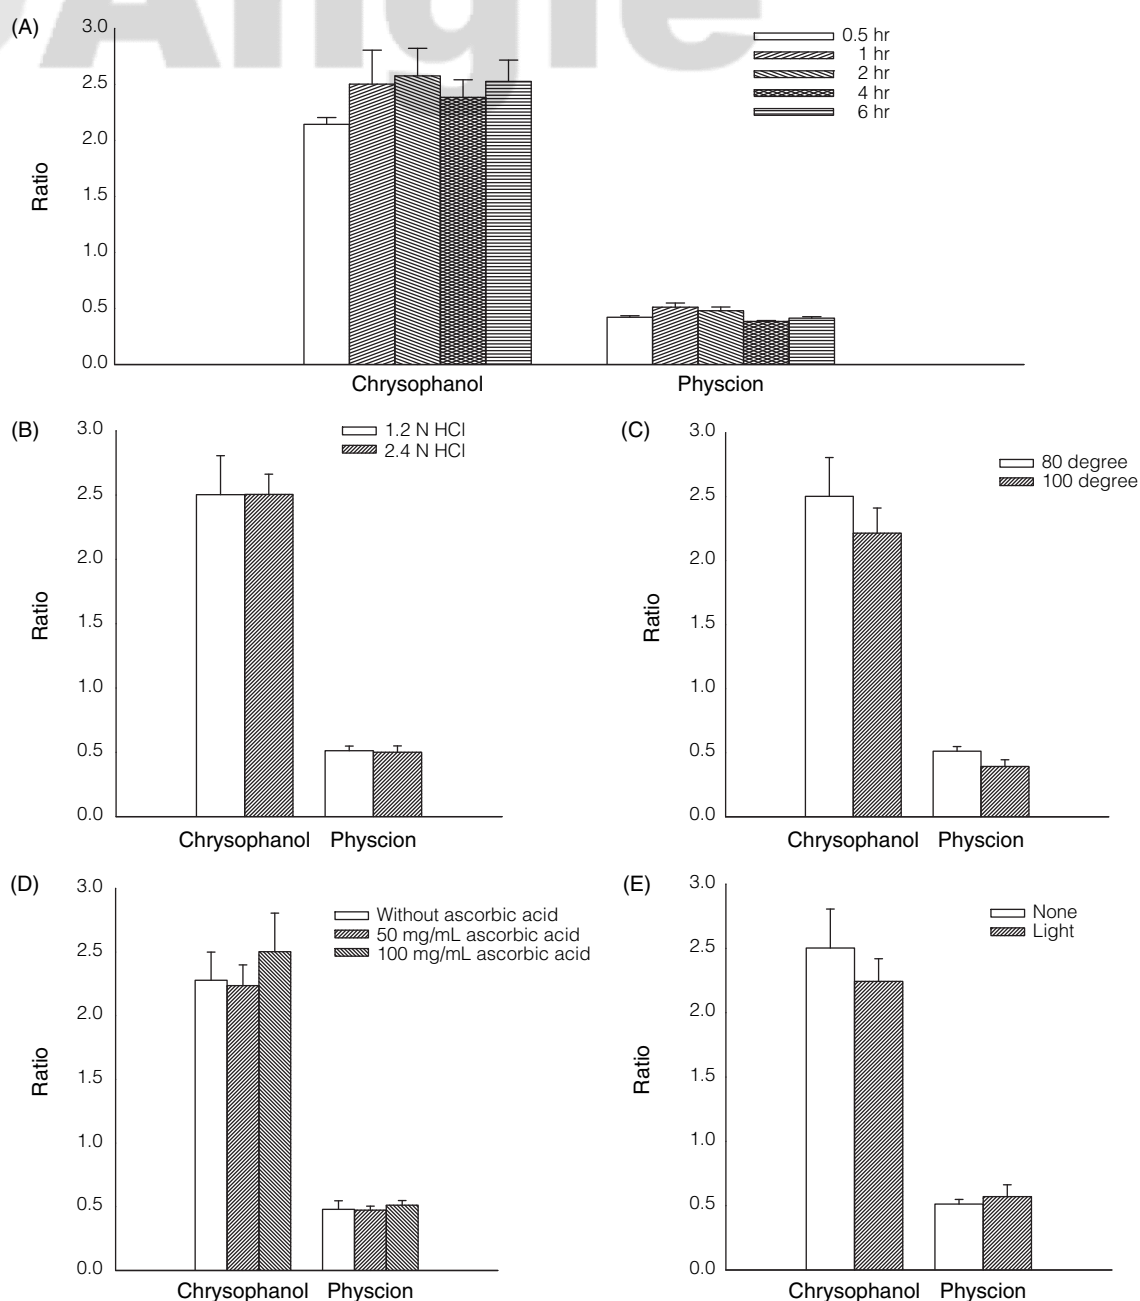 Angle
(A)
3.0
2.5
2.0
1.5
1.0
0.5
0.0
Ratio
0.5 hr
1 hr
2 hr
4 hr
6 hr
Chrysophanol Physcion
(B)
3.0
2.5
2.0
1.5
1.0
0.5
0.0
Ratio
1.2 N HCl
2.4 N HCl
Chrysophanol Physcion
(C)
3.0
2.5
2.0
1.5
1.0
0.5
0.0
Ratio
80 degree
100 degree
Chrysophanol Physcion
(D)
3.0
2.5
2.0
1.5
1.0
0.5
0.0
Ratio
Without ascorbic acid
50 mg/mL ascorbic acid
100 mg/mL ascorbic acid
Chrysophanol Physcion
(E)
3.0
2.5
2.0
1.5
1.0
0.5
0.0
Ratio
None
Light
Chrysophanol Physcion